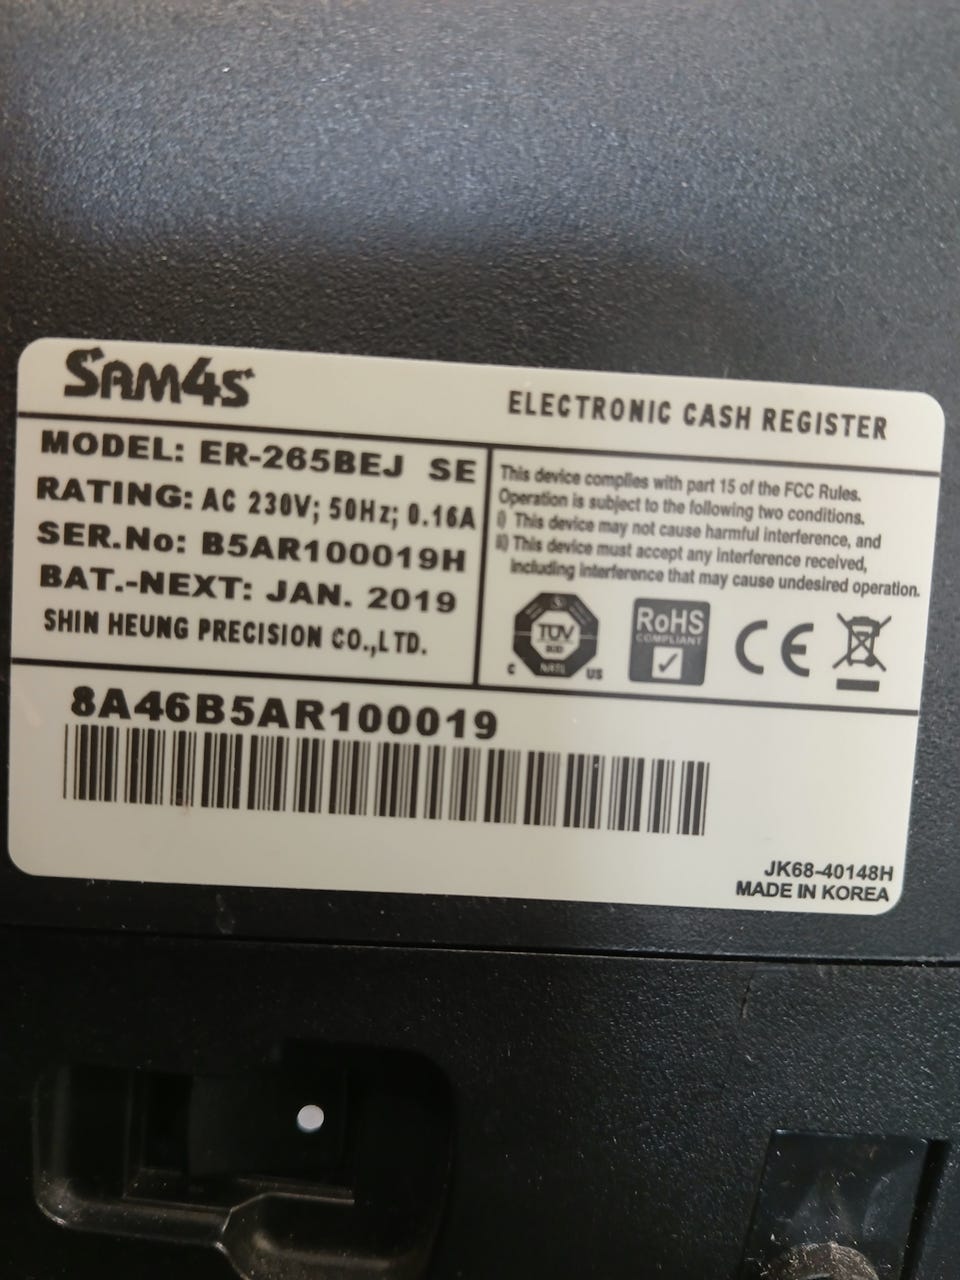 SAM4S
ELECTRONIC CASH REGISTER
MODEL: ER-265BEJ SE
RATING: AC 230V; 50Hz; 0.16A
SER.No: B5AR100019H
BAT.-NEXT: JAN. 2019
SHIN HEUNG PRECISION CO.,LTD.
This device complies with part 15 of the FCC Rules.
Operation is subject to the following two conditions.
i) This device may not cause harmful interference, and
ii) This device must accept any interference received,
including interference that may cause undesired operation.
TUV
C US
RoHS
COMPLIANT
CE
8A46B5AR100019
JK68-40148H
MADE IN KOREA